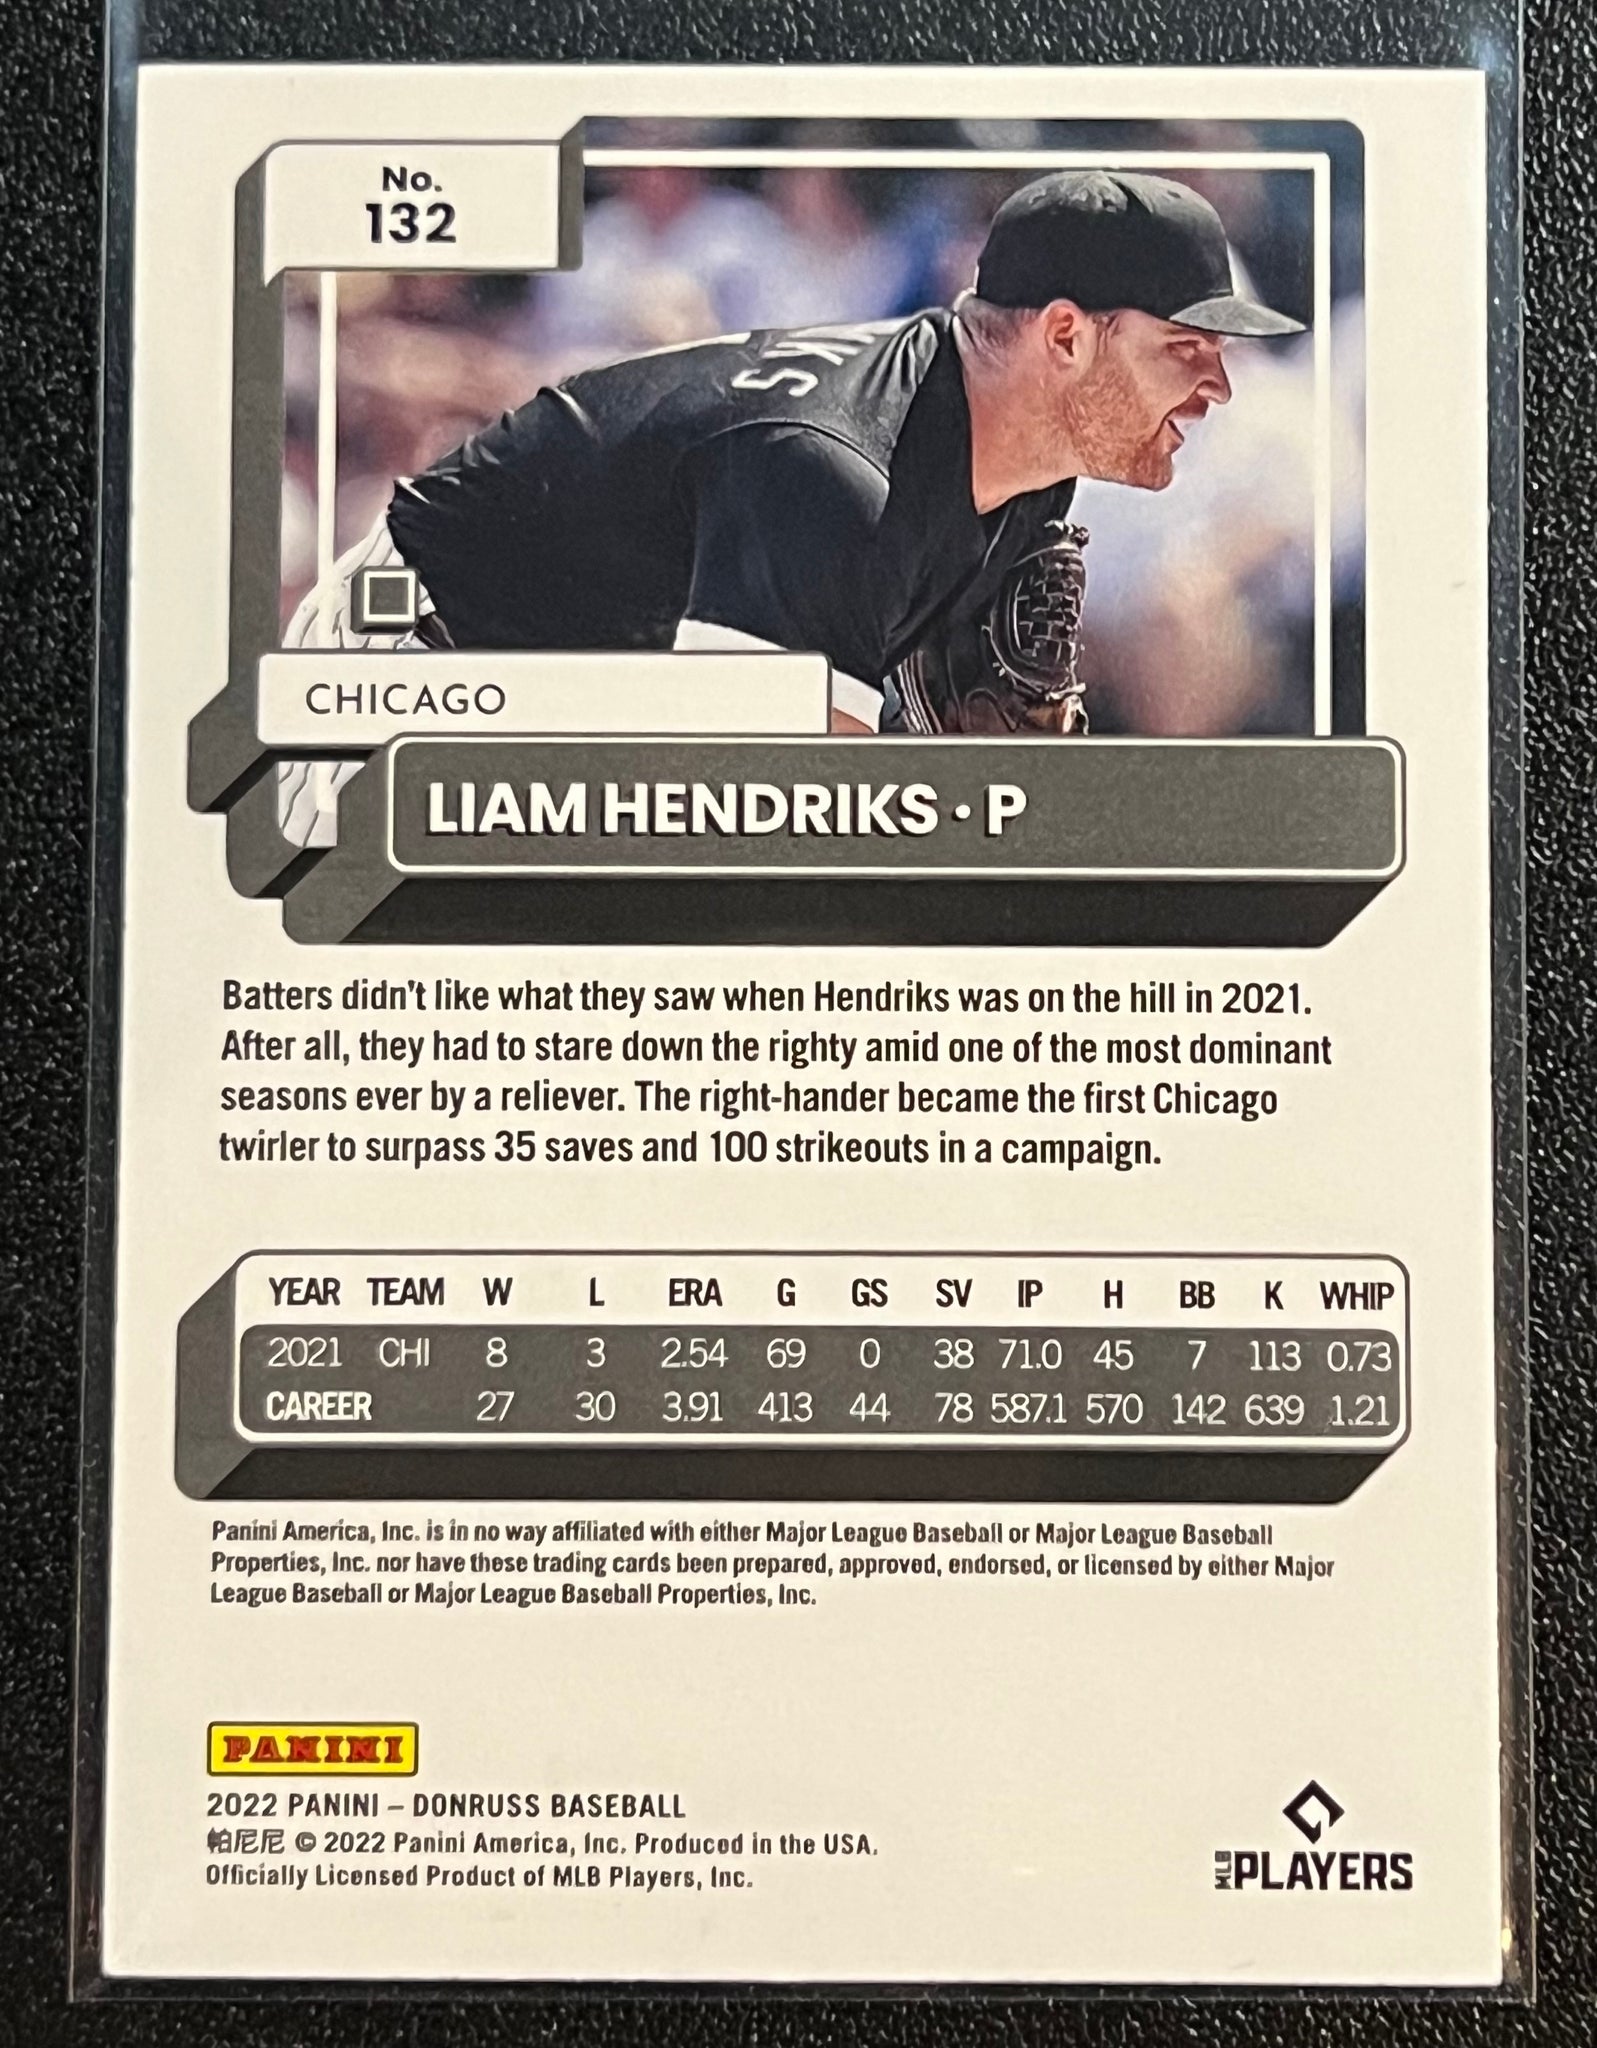 No.
132
CHICAGO
LIAM HENDRIKS • P
Batters didn't like what they saw when Hendriks was on the hill in 2021.
After all, they had to stare down the righty amid one of the most dominant
seasons ever by a reliever. The right-hander became the first Chicago
twirler to surpass 35 saves and 100 strikeouts in a campaign.
YEAR TEAM W L ERA G GS SV IP H BB K WHIP
2021 CHI 8 3 2.54 69 0 38 71.0 45 7 113 0.73
CAREER 27 30 3.91 413 44 78 587.1 570 142 639 1.21
Panini America, Inc. is in no way affiliated with either Major League Baseball or Major League Baseball
Properties, Inc. nor have these trading cards been prepared, approved, endorsed, or licensed by either Major
League Baseball or Major League Baseball Properties, Inc.
PANINI
2022 PANINI – DONRUSS BASEBALL
帕尼尼 © 2022 Panini America, Inc. Produced in the USA.
Officially Licensed Product of MLB Players, Inc.
MLB PLAYERS